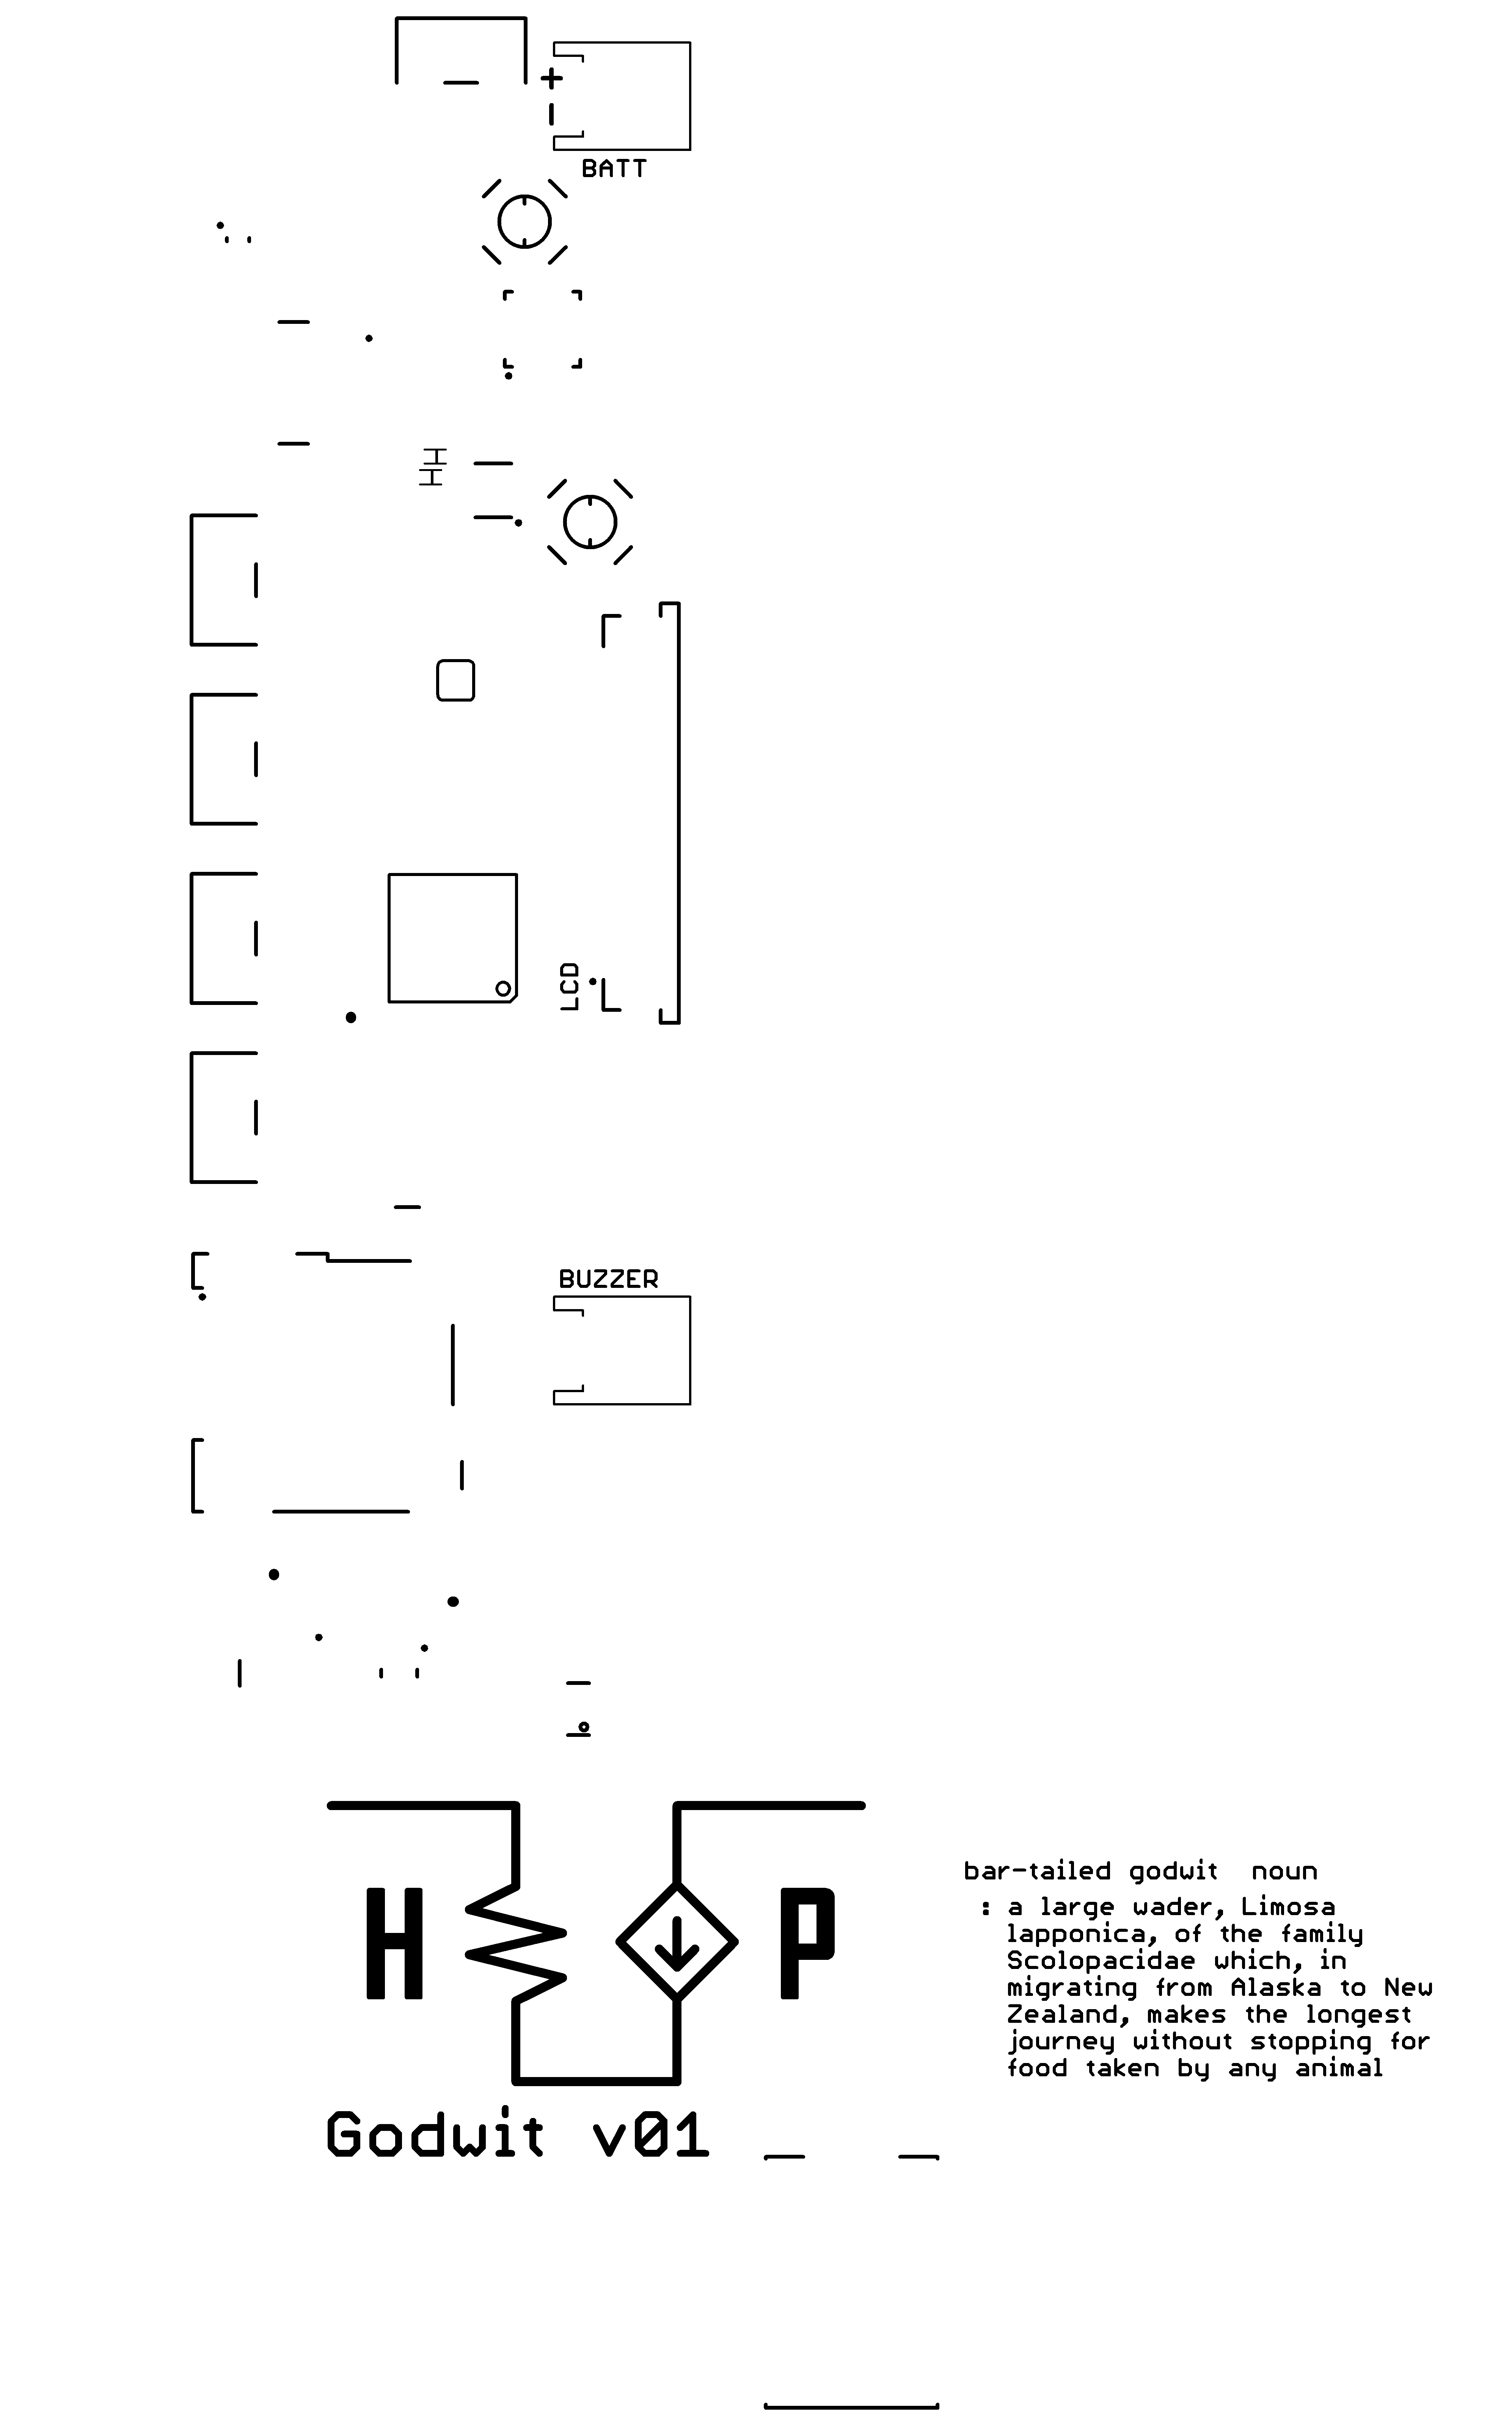 +
-
BATT
LCD
BUZZER
H P
bar-tailed godwit noun
: a large wader, Limosa
lapponica, of the family
Scolopacidae which, in
migrating from Alaska to New
Zealand, makes the longest
journey without stopping for
food taken by any animal
Godwit v01